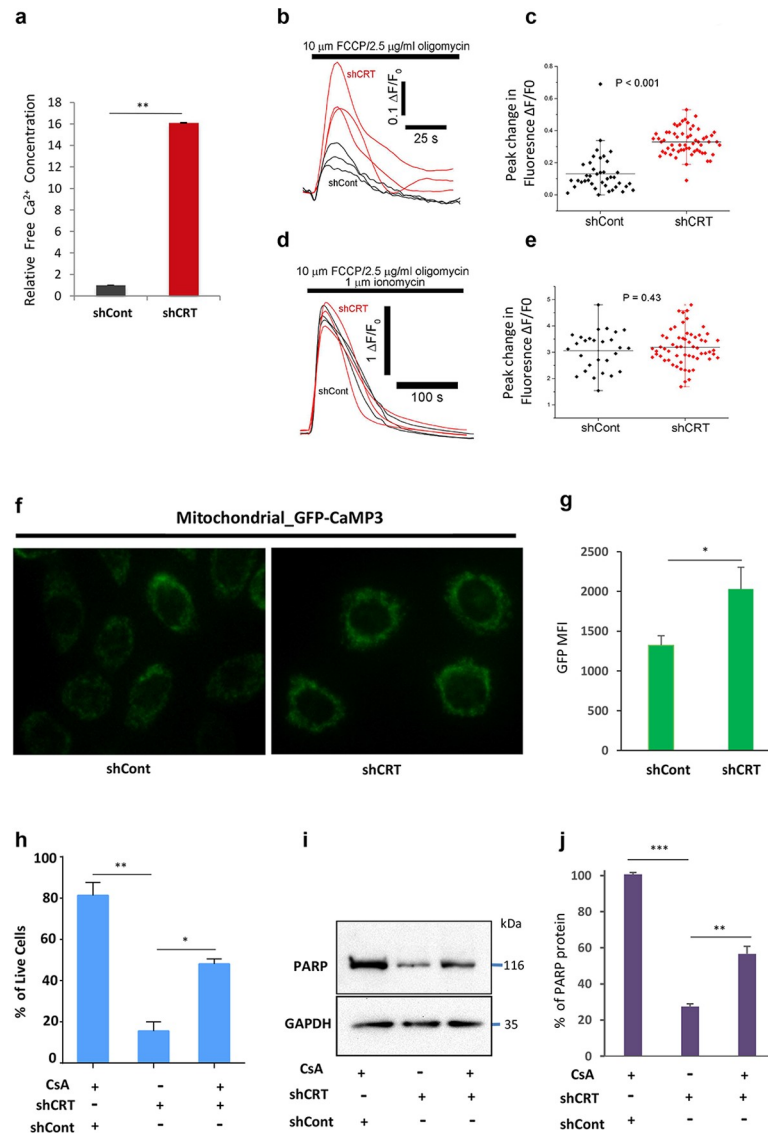 a
Relative Free Ca²⁺ Concentration
18
16
14
12
10
8
6
4
2
0
**
shCont
shCRT
b
10 µm FCCP/2.5 µg/ml oligomycin
shCRT
shCont
0.1 ΔF/F₀
25 s
c
Peak change in
Fluoresnce ΔF/F0
0.8
0.6
0.4
0.2
0.0
P < 0.001
shCont
shCRT
d
10 µm FCCP/2.5 µg/ml oligomycin
1 µm ionomycin
shCRT
shCont
1 ΔF/F₀
100 s
e
Peak change in
Fluoresnce ΔF/F0
5
4
3
2
1
P = 0.43
shCont
shCRT
f
Mitochondrial_GFP-CaMP3
shCont
shCRT
g
GFP MFI
2500
2000
1500
1000
500
0
*
shCont
shCRT
h
% of Live Cells
100
80
60
40
20
0
**
*
CsA + - +
shCRT - + +
shCont + - -
i
kDa
PARP
116
GAPDH
35
CsA + - +
shCRT - + +
shCont + - -
j
% of PARP protein
100
80
60
40
20
0
***
**
CsA + - +
shCRT - + +
shCont + - -